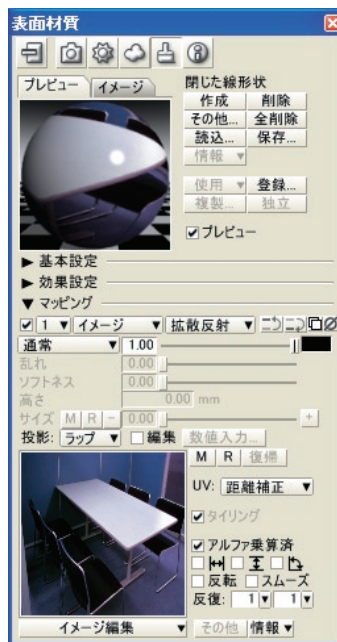 表面材質
プレビュー イメージ
閉じた線形状
作成 削除
その他... 全削除
読込... 保存...
情報
使用 登録...
複製... 独立
プレビュー
基本設定
効果設定
マッピング
1 イメージ 拡散反射
通常 1.00
乱れ 0.00
ソフトネス 0.00
高さ 0.00 mm
サイズ M R - 0.00 +
投影: ラップ 編集 数値入力...
M R 復帰
UV: 距離補正
タイリング
アルファ乗算済
反転 スムーズ
反復: 1 1
イメージ編集 その他 情報